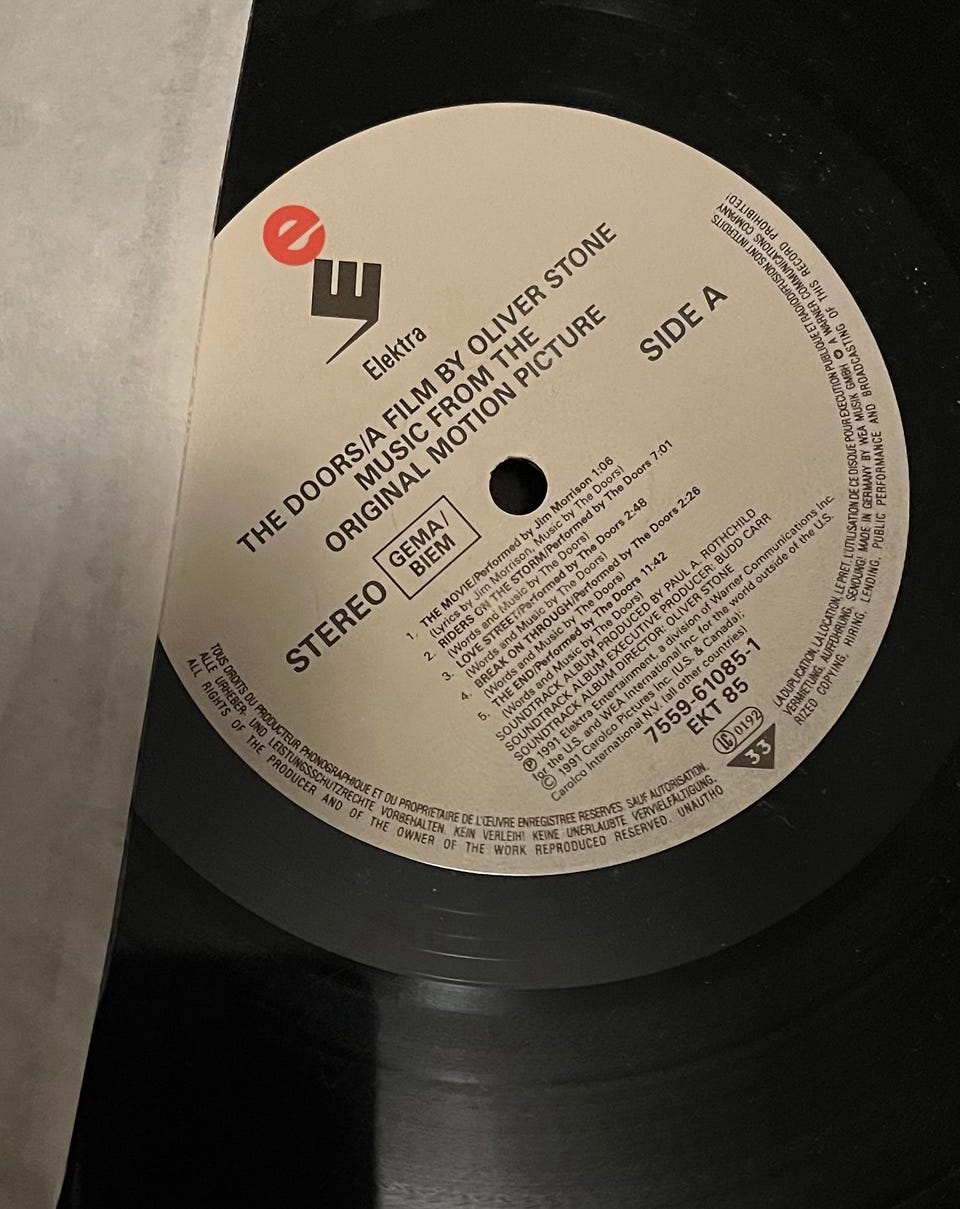 e
E
Elektra
THE DOORS/A FILM BY OLIVER STONE
MUSIC FROM THE
ORIGINAL MOTION PICTURE
SIDE A
STEREO
GEMA/
BIEM
1. THE MOVIE/Performed by Jim Morrison 1:06
(Lyrics by Jim Morrison, Music by The Doors)
2. RIDERS ON THE STORM/Performed by The Doors 7:01
(Words and Music by The Doors)
3. LOVE STREET/Performed by The Doors 2:48
(Words and Music by The Doors)
4. BREAK ON THROUGH/Performed by The Doors 2:26
(Words and Music by The Doors)
5. THE END/Performed by The Doors 11:42
(Words and Music by The Doors)
SOUNDTRACK ALBUM PRODUCED BY PAUL A. ROTHCHILD
SOUNDTRACK ALBUM EXECUTIVE PRODUCER: BUDD CARR
SOUNDTRACK ALBUM DIRECTOR: OLIVER STONE
℗ 1991 Elektra Entertainment, a division of Warner Communications Inc.
for the U.S. and WEA International Inc. for the world outside of the U.S.
© 1991 Carolco Pictures Inc. (U.S. & Canada)
Carolco International N.V. (all other countries)
7559-61085-1
EKT 85
LC 0192
33
TOUS DROITS DU PRODUCTEUR PHONOGRAPHIQUE ET DU PROPRIETAIRE DE L'ŒUVRE ENREGISTREE RESERVES. SAUF AUTORISATION, LA DUPLICATION, LA LOCATION, LE PRET, L'UTILISATION DE CE DISQUE POUR EXECUTION PUBLIQUE ET RADIODIFFUSION SONT INTERDITS
ALLE URHEBER- UND LEISTUNGSSCHUTZRECHTE VORBEHALTEN. KEIN VERLEIH! KEINE UNERLAUBTE VERVIELFÄLTIGUNG, VERMIETUNG, AUFFÜHRUNG, SENDUNG! MADE IN GERMANY BY WEA MUSIK GMBH A WARNER COMMUNICATIONS COMPANY
ALL RIGHTS OF THE PRODUCER AND OF THE OWNER OF THE WORK REPRODUCED RESERVED. UNAUTHORIZED COPYING, HIRING, LENDING, PUBLIC PERFORMANCE AND BROADCASTING OF THIS RECORD PROHIBITED!